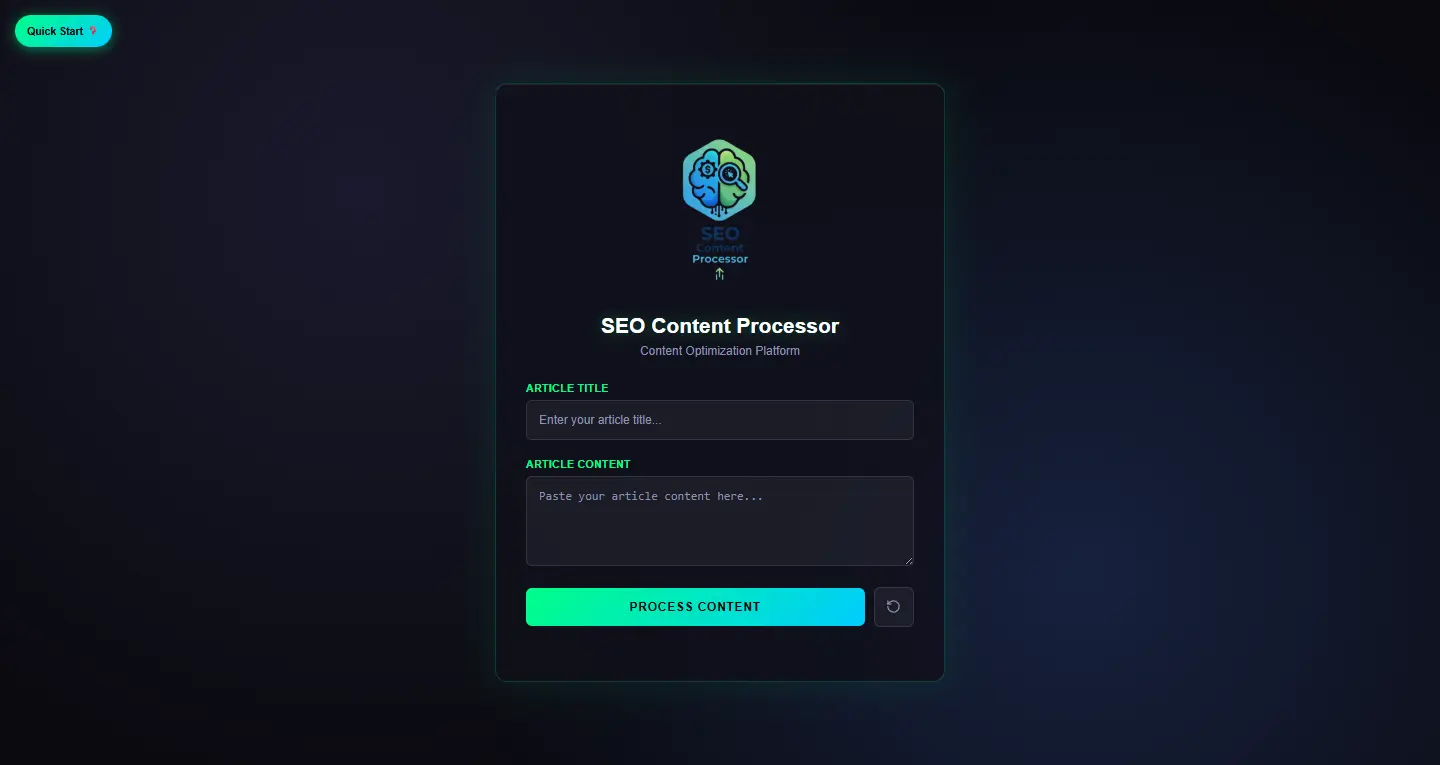 Quick Start ?
SEO
Content
Processor
SEO Content Processor
Content Optimization Platform
ARTICLE TITLE
Enter your article title...
ARTICLE CONTENT
Paste your article content here...
PROCESS CONTENT